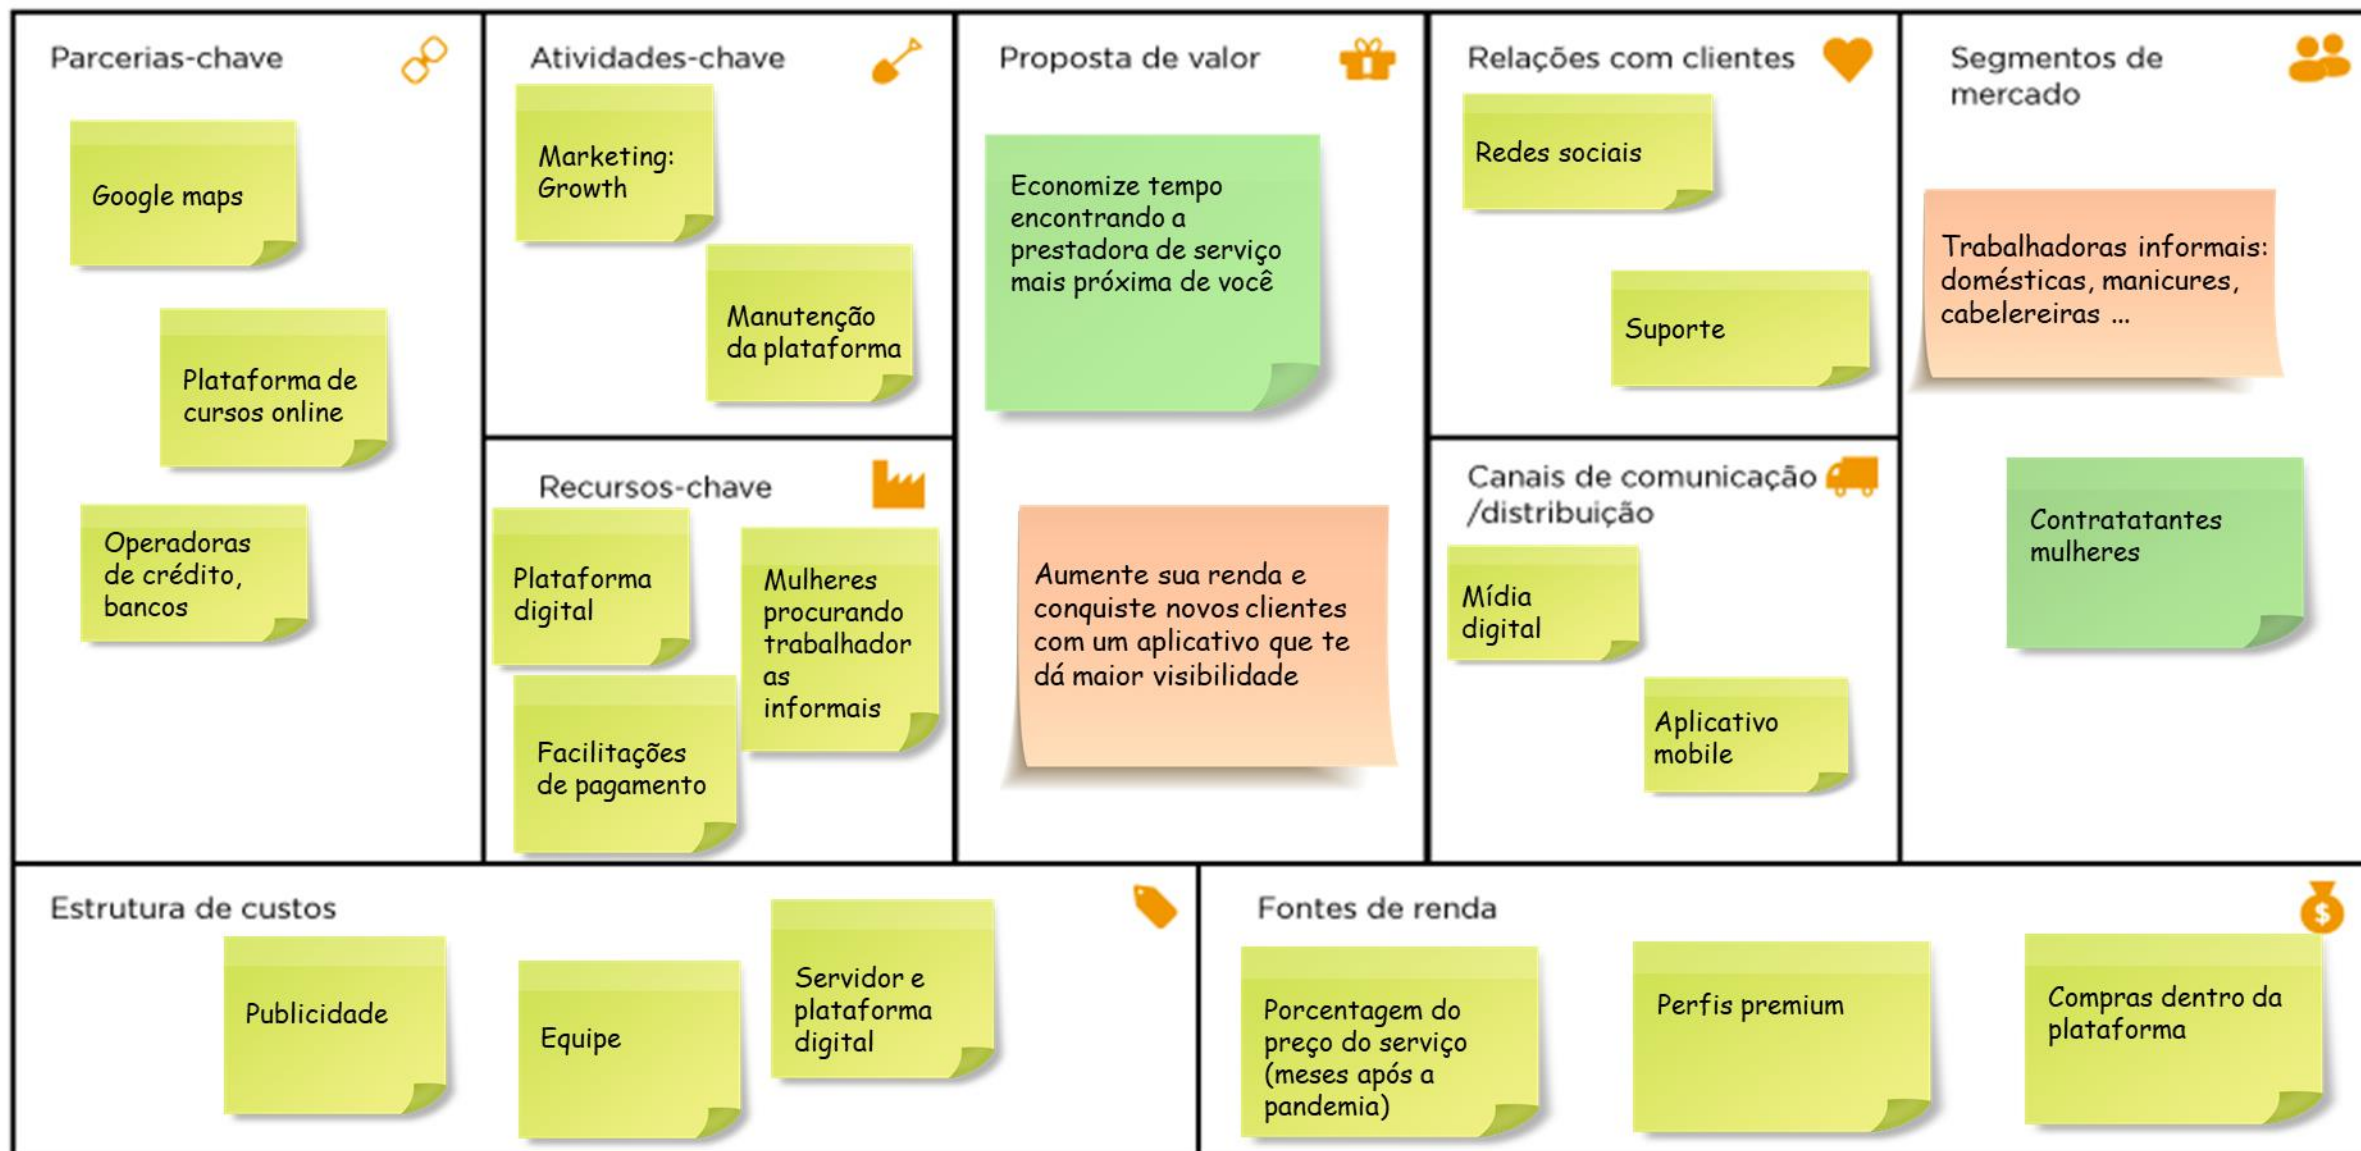 Parcerias-chave
Google maps
Plataforma de
cursos online
Operadoras
de crédito,
bancos
Atividades-chave
Marketing:
Growth
Manutenção
da plataforma
Recursos-chave
Plataforma
digital
Mulheres
procurando
trabalhador
as
informais
Facilitações
de pagamento
Proposta de valor
Economize tempo
encontrando a
prestadora de serviço
mais próxima de você
Aumente sua renda e
conquiste novos clientes
com um aplicativo que te
dá maior visibilidade
Relações com clientes
Redes sociais
Suporte
Canais de comunicação
/distribuição
Mídia
digital
Aplicativo
mobile
Segmentos de
mercado
Trabalhadoras informais:
domésticas, manicures,
cabelereiras ...
Contratatantes
mulheres
Estrutura de custos
Publicidade
Equipe
Servidor e
plataforma
digital
Fontes de renda
$
Porcentagem do
preço do serviço
(meses após a
pandemia)
Perfis premium
Compras dentro da
plataforma